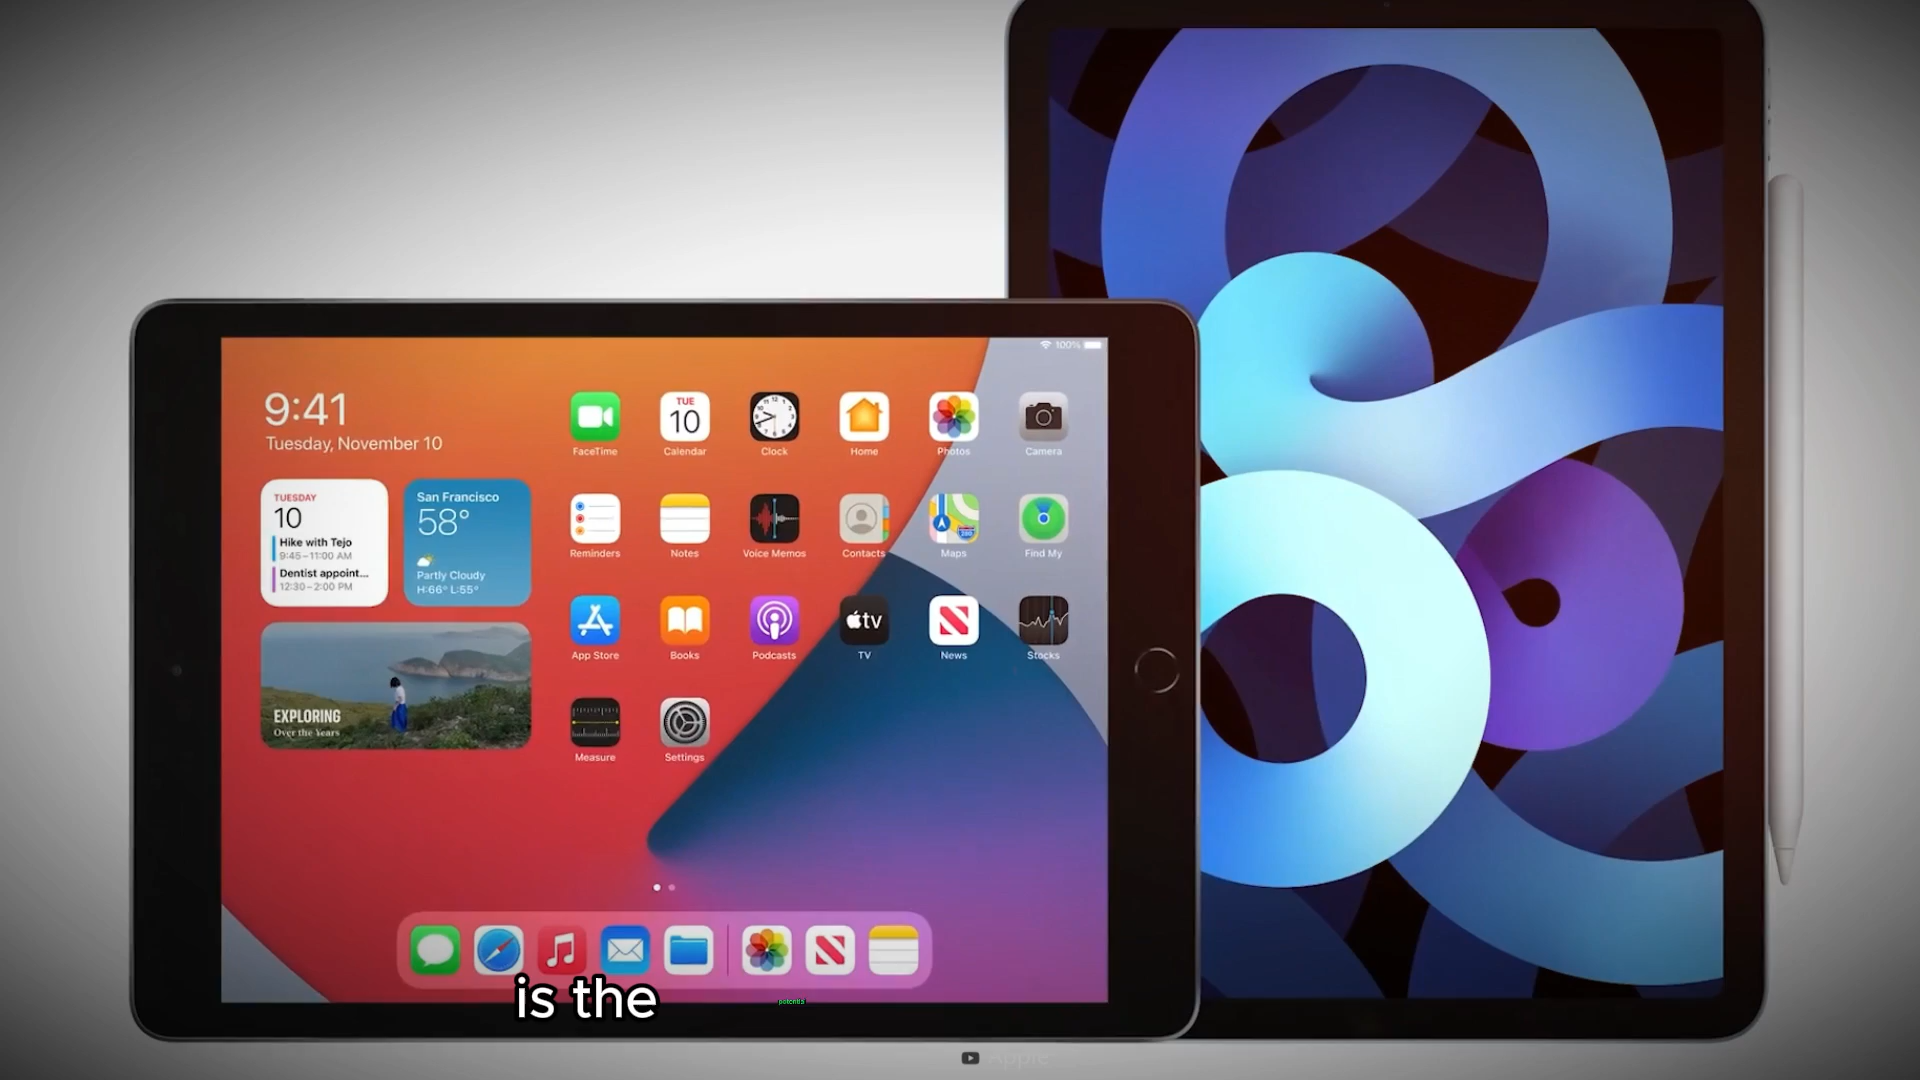 100%
9:41
Tuesday, November 10
TUESDAY
10
Hike with Tejo
9:45–11:00 AM
Dentist appoint...
12:30–2:00 PM
San Francisco
58°
Partly Cloudy
H:66° L:55°
EXPLORING
Over the Years
TUE
10
FaceTime Calendar Clock Home Photos Camera
Reminders Notes Voice Memos Contacts Maps Find My
tv
App Store Books Podcasts TV News Stocks
Measure Settings
is the
Apple